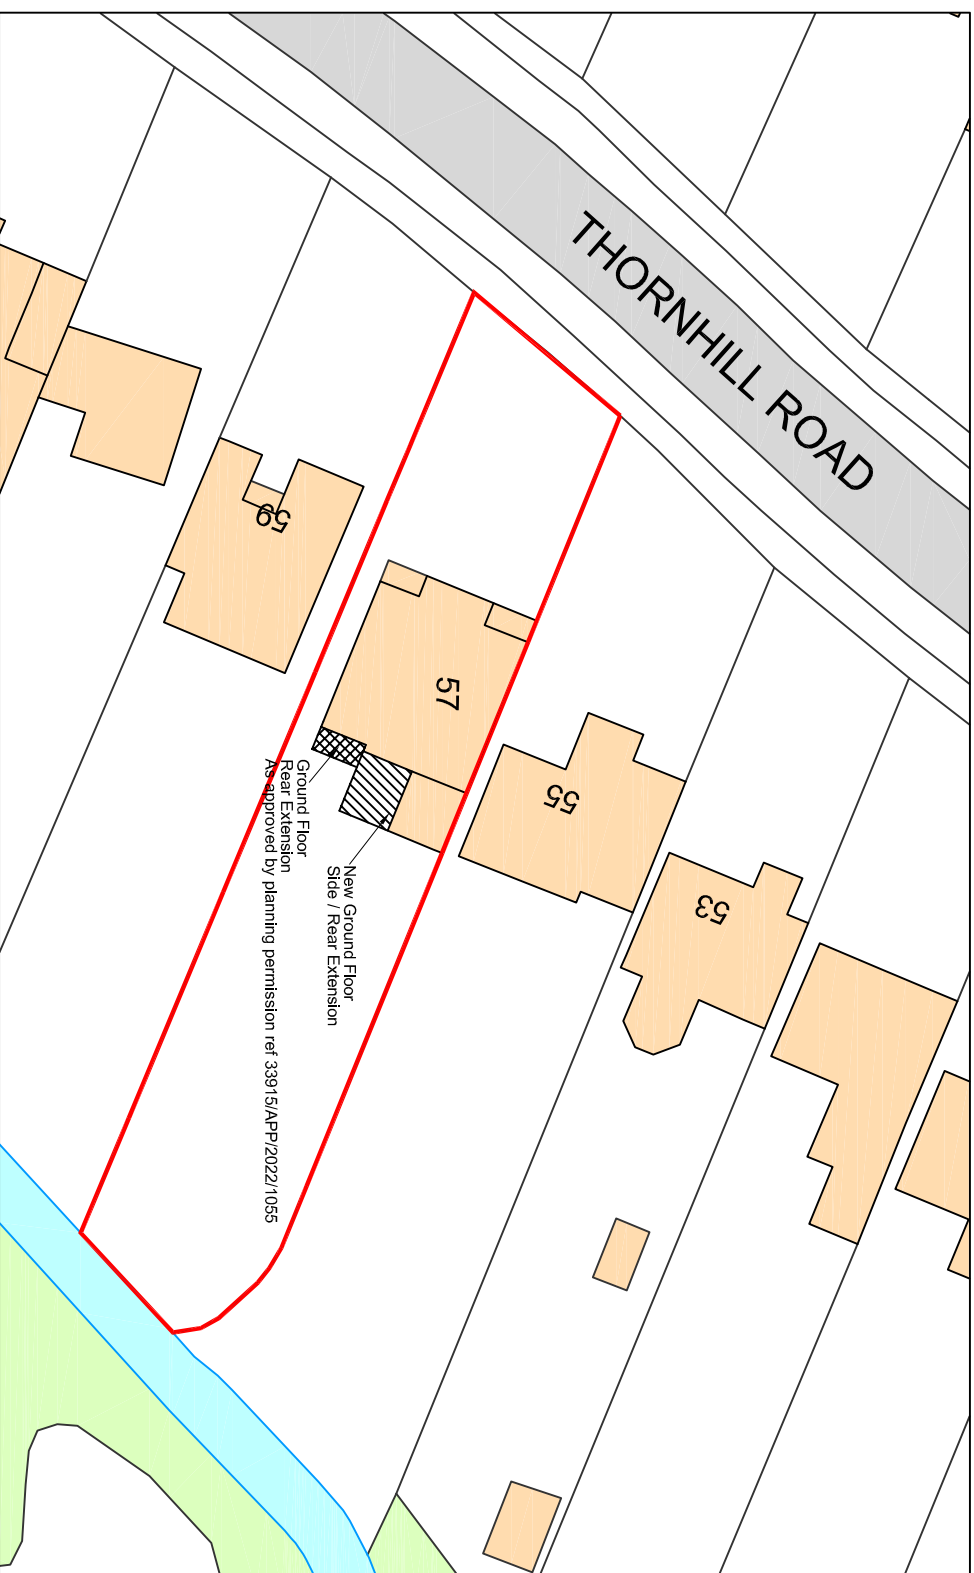 THORNHILL ROAD
59
57
55
53
Ground Floor
Rear Extension
As approved by planning permission ref 33915/APP/2022/1055
New Ground Floor
Side / Rear Extension